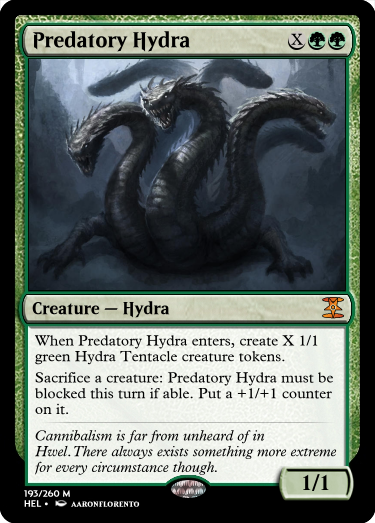 Predatory Hydra X
Creature — Hydra
When Predatory Hydra enters, create X 1/1
green Hydra Tentacle creature tokens.
Sacrifice a creature: Predatory Hydra must be
blocked this turn if able. Put a +1/+1 counter
on it.
Cannibalism is far from unheard of in
Hwel. There always exists something more extreme
for every circumstance though.
1/1
193/260 M
HEL • AARONFLORENTO